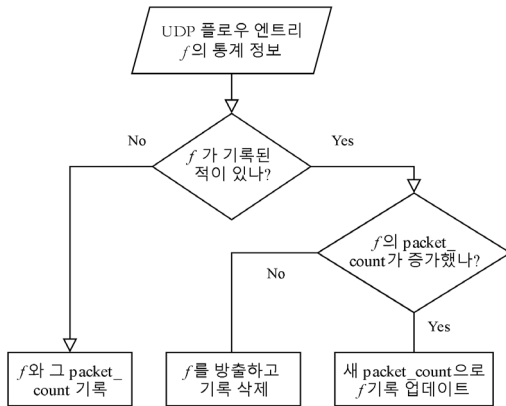 UDP 플로우 엔트리
f의 통계 정보
No
Yes
f 가 기록된
적이 있나?
f의 packet_
count가 증가했나?
No
Yes
f와 그 packet_
count 기록
f를 방출하고
기록 삭제
새 packet_count으로
f기록 업데이트